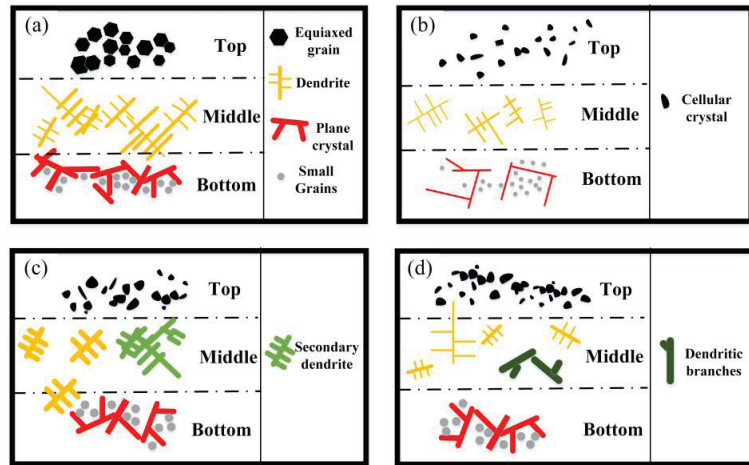 (a)
Top
Middle
Bottom
Equiaxed
grain
Dendrite
Plane
crystal
Small
Grains
(b)
Top
Middle
Bottom
Cellular
crystal
(c)
Top
Middle
Bottom
Secondary
dendrite
(d)
Top
Middle
Bottom
Dendritic
branches